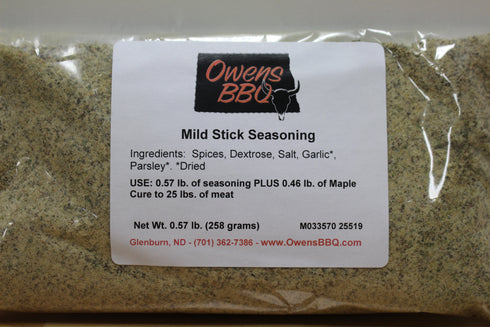 Owens
BBQ
Mild Stick Seasoning
Ingredients: Spices, Dextrose, Salt, Garlic*,
Parsley*. *Dried
USE: 0.57 lb. of seasoning PLUS 0.46 lb. of Maple
Cure to 25 lbs. of meat
Net Wt. 0.57 lb. (258 grams) M033570 25519
Glenburn, ND - (701) 362-7386 - www.OwensBBQ.com